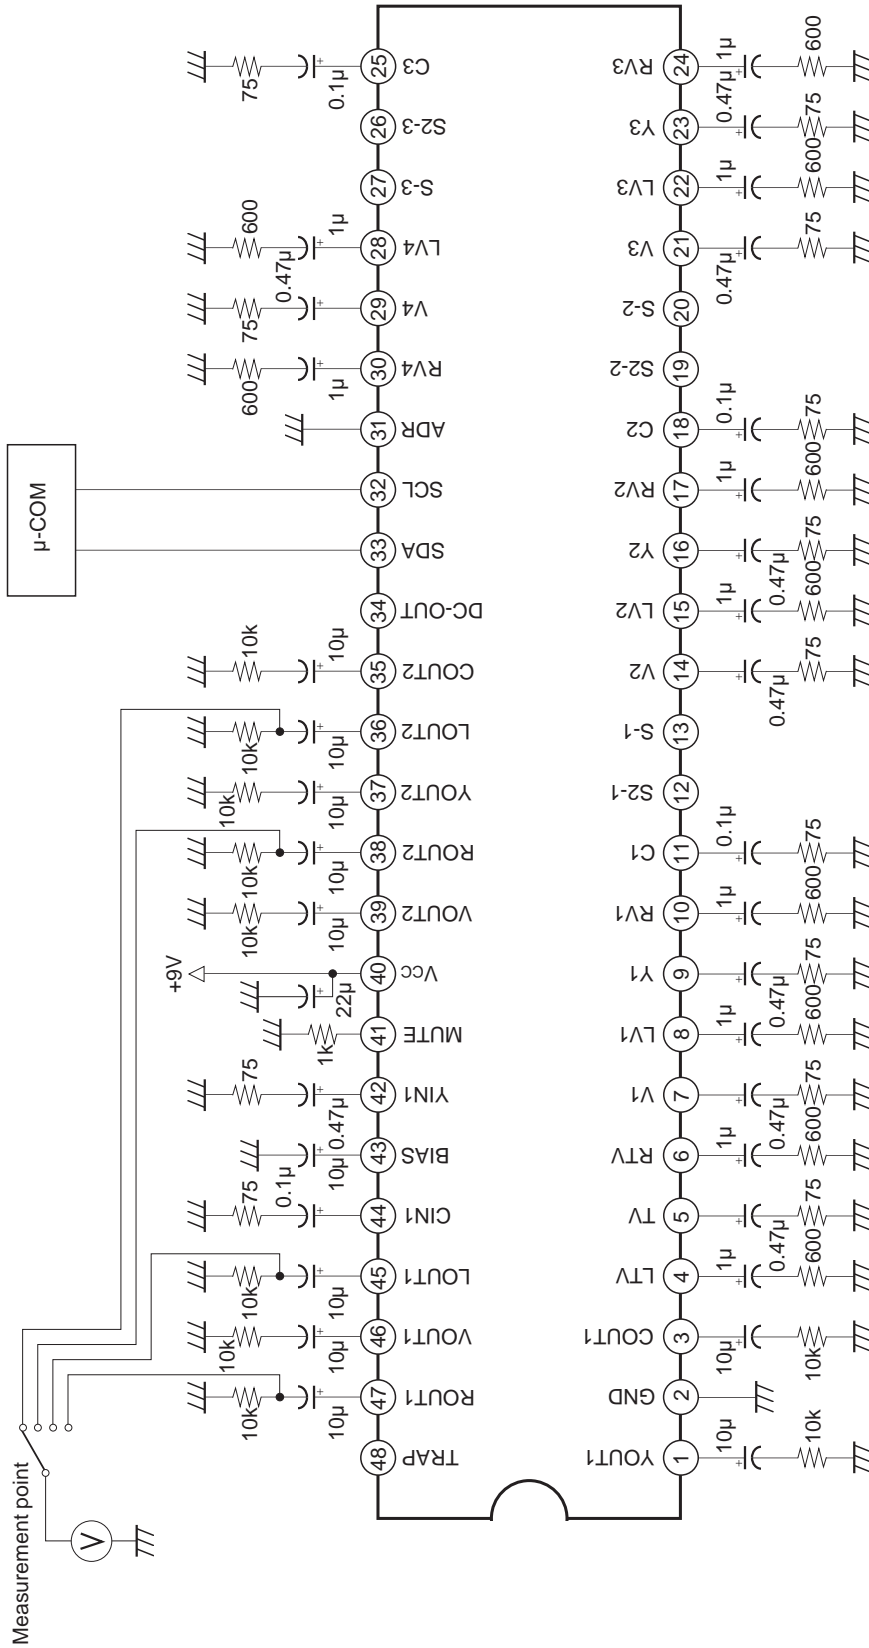 Measurement point
V
µ-COM
+9V
10k
10µ
10k
10µ
10k
10µ
75
0.1µ
10µ
75
0.47µ
1k
22µ
10k
10µ
10k
10µ
10k
10µ
10k
10µ
10k
10µ
600
1µ
75
0.47µ
600
1µ
75
0.1µ
48
47
46
45
44
43
42
41
40
39
38
37
36
35
34
33
32
31
30
29
28
27
26
25
TRAP
ROUT1
VOUT1
LOUT1
CIN1
BIAS
YIN1
MUTE
Vcc
VOUT2
ROUT2
YOUT2
LOUT2
COUT2
DC-OUT
SDA
SCL
ADR
RV4
V4
LV4
S-3
S2-3
C3
YOUT1
GND
COUT1
LTV
TV
RTV
V1
LV1
Y1
RV1
C1
S2-1
S-1
V2
LV2
Y2
RV2
C2
S2-2
S-2
V3
LV3
Y3
RV3
1
2
3
4
5
6
7
8
9
10
11
12
13
14
15
16
17
18
19
20
21
22
23
24
10µ
10k
10µ
10k
1µ
600
0.47µ
75
1µ
600
0.47µ
75
1µ
600
0.47µ
75
1µ
600
0.1µ
75
0.47µ
75
1µ
600
0.47µ
75
1µ
600
0.1µ
75
0.47µ
75
1µ
600
0.47µ
75
1µ
600